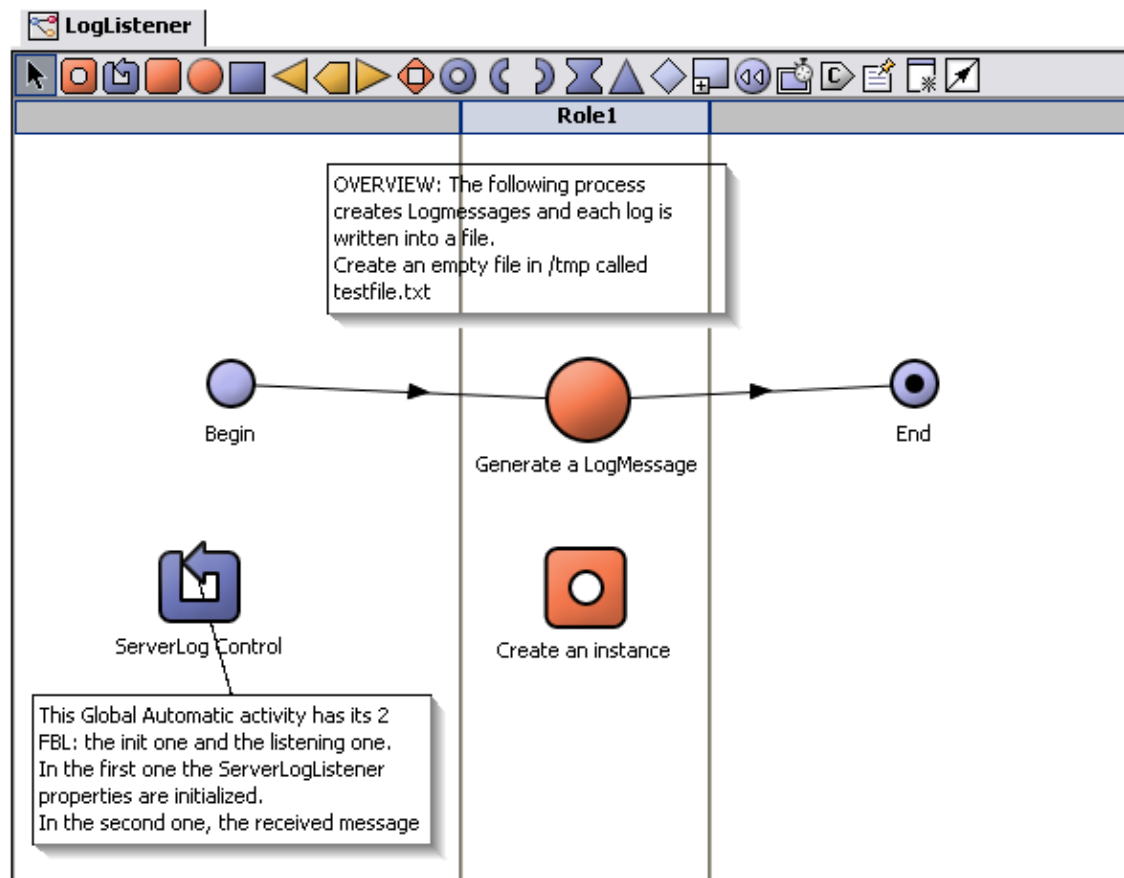 LogListener
C
Role1
OVERVIEW: The following process
creates Logmessages and each log is
written into a file.
Create an empty file in /tmp called
testfile.txt
Begin
Generate a LogMessage
End
ServerLog Control
Create an instance
This Global Automatic activity has its 2
FBL: the init one and the listening one.
In the first one the ServerLogListener
properties are initialized.
In the second one, the received message